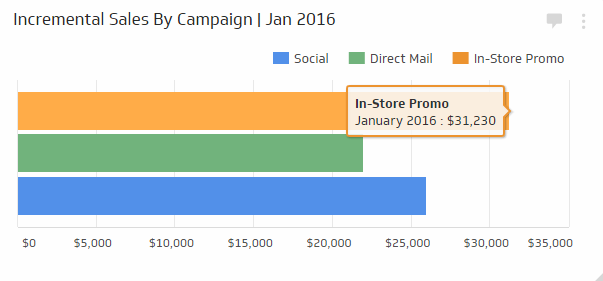 Incremental Sales By Campaign | Jan 2016
Social Direct Mail In-Store Promo
In-Store Promo
January 2016 : $31,230
$0 $5,000 $10,000 $15,000 $20,000 $25,000 $30,000 $35,000